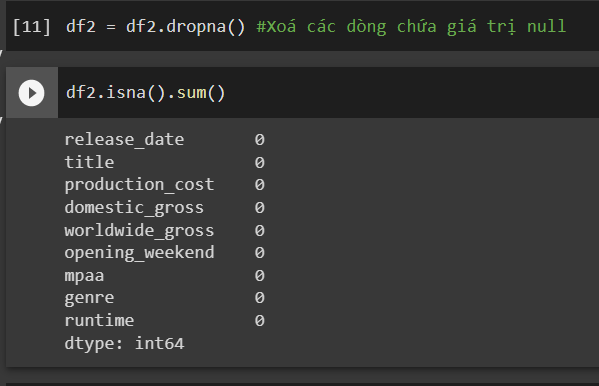 [11] df2 = df2.dropna() #Xoá các dòng chứa giá trị null
df2.isna().sum()
release_date 0
title 0
production_cost 0
domestic_gross 0
worldwide_gross 0
opening_weekend 0
mpaa 0
genre 0
runtime 0
dtype: int64